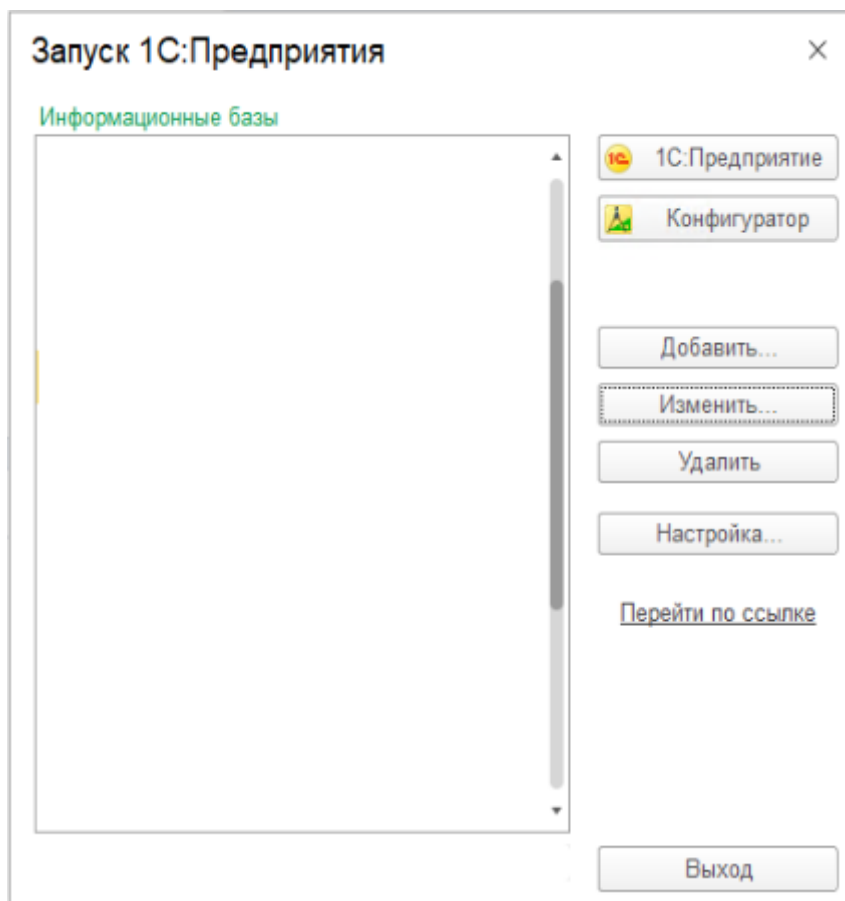 Запуск 1С:Предприятия
Информационные базы
1С:Предприятие
Конфигуратор
Добавить...
Изменить...
Удалить
Настройка...
Перейти по ссылке
Выход